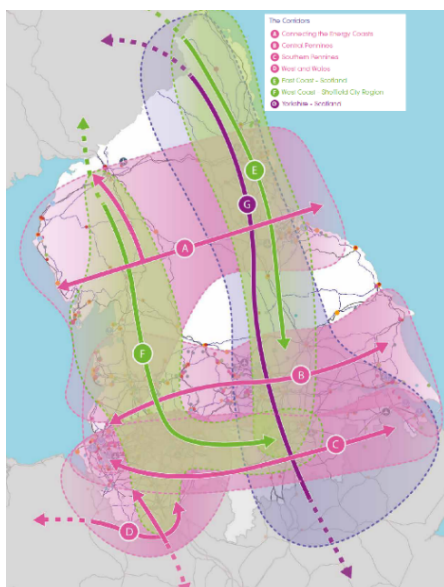 The Corridors
A Connecting the Energy Coasts
B Central Pennines
C Southern Pennines
D West and Wales
E East Coast - Scotland
F West Coast - Sheffield City Region
G Yorkshire - Scotland
E
G
A
F
B
C
D